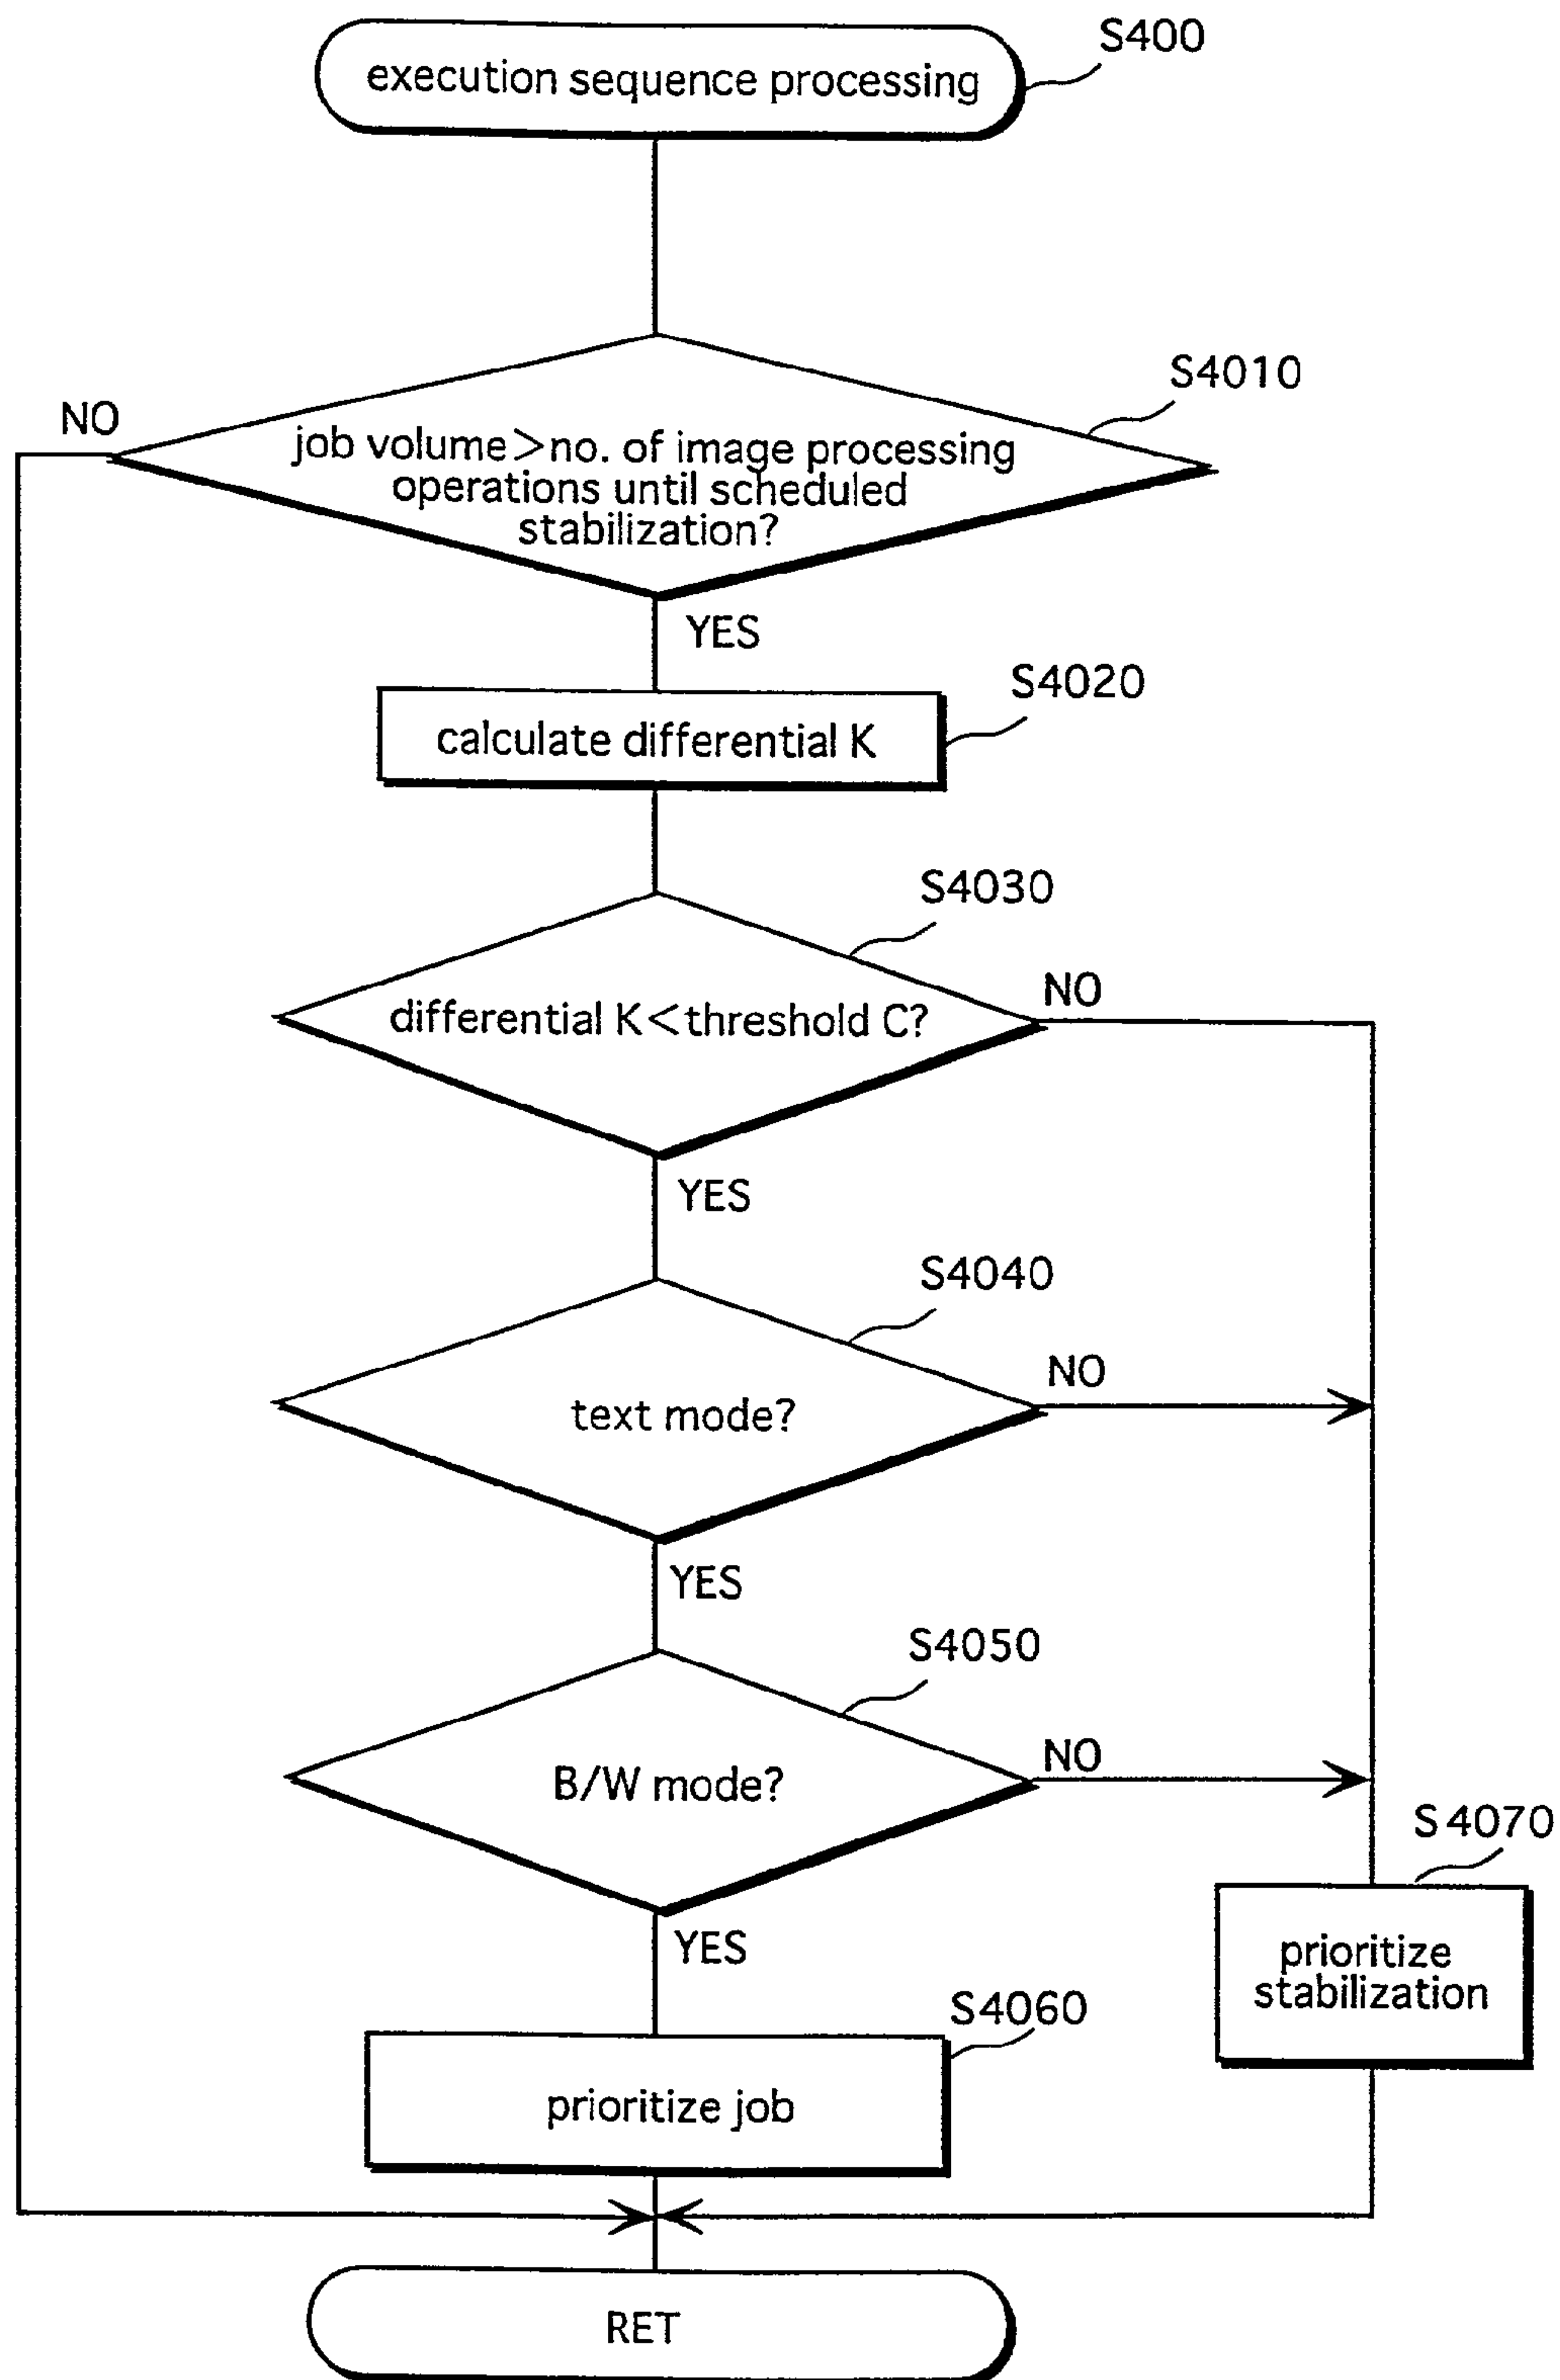 S400
execution sequence processing
S4010
NO
job volume>no. of image processing
operations until scheduled
stabilization?
YES
S4020
calculate differential K
S4030
NO
differential K<threshold C?
YES
S4040
NO
text mode?
YES
S4050
NO
B/W mode?
S4070
YES
prioritize
stabilization
S4060
prioritize job
RET